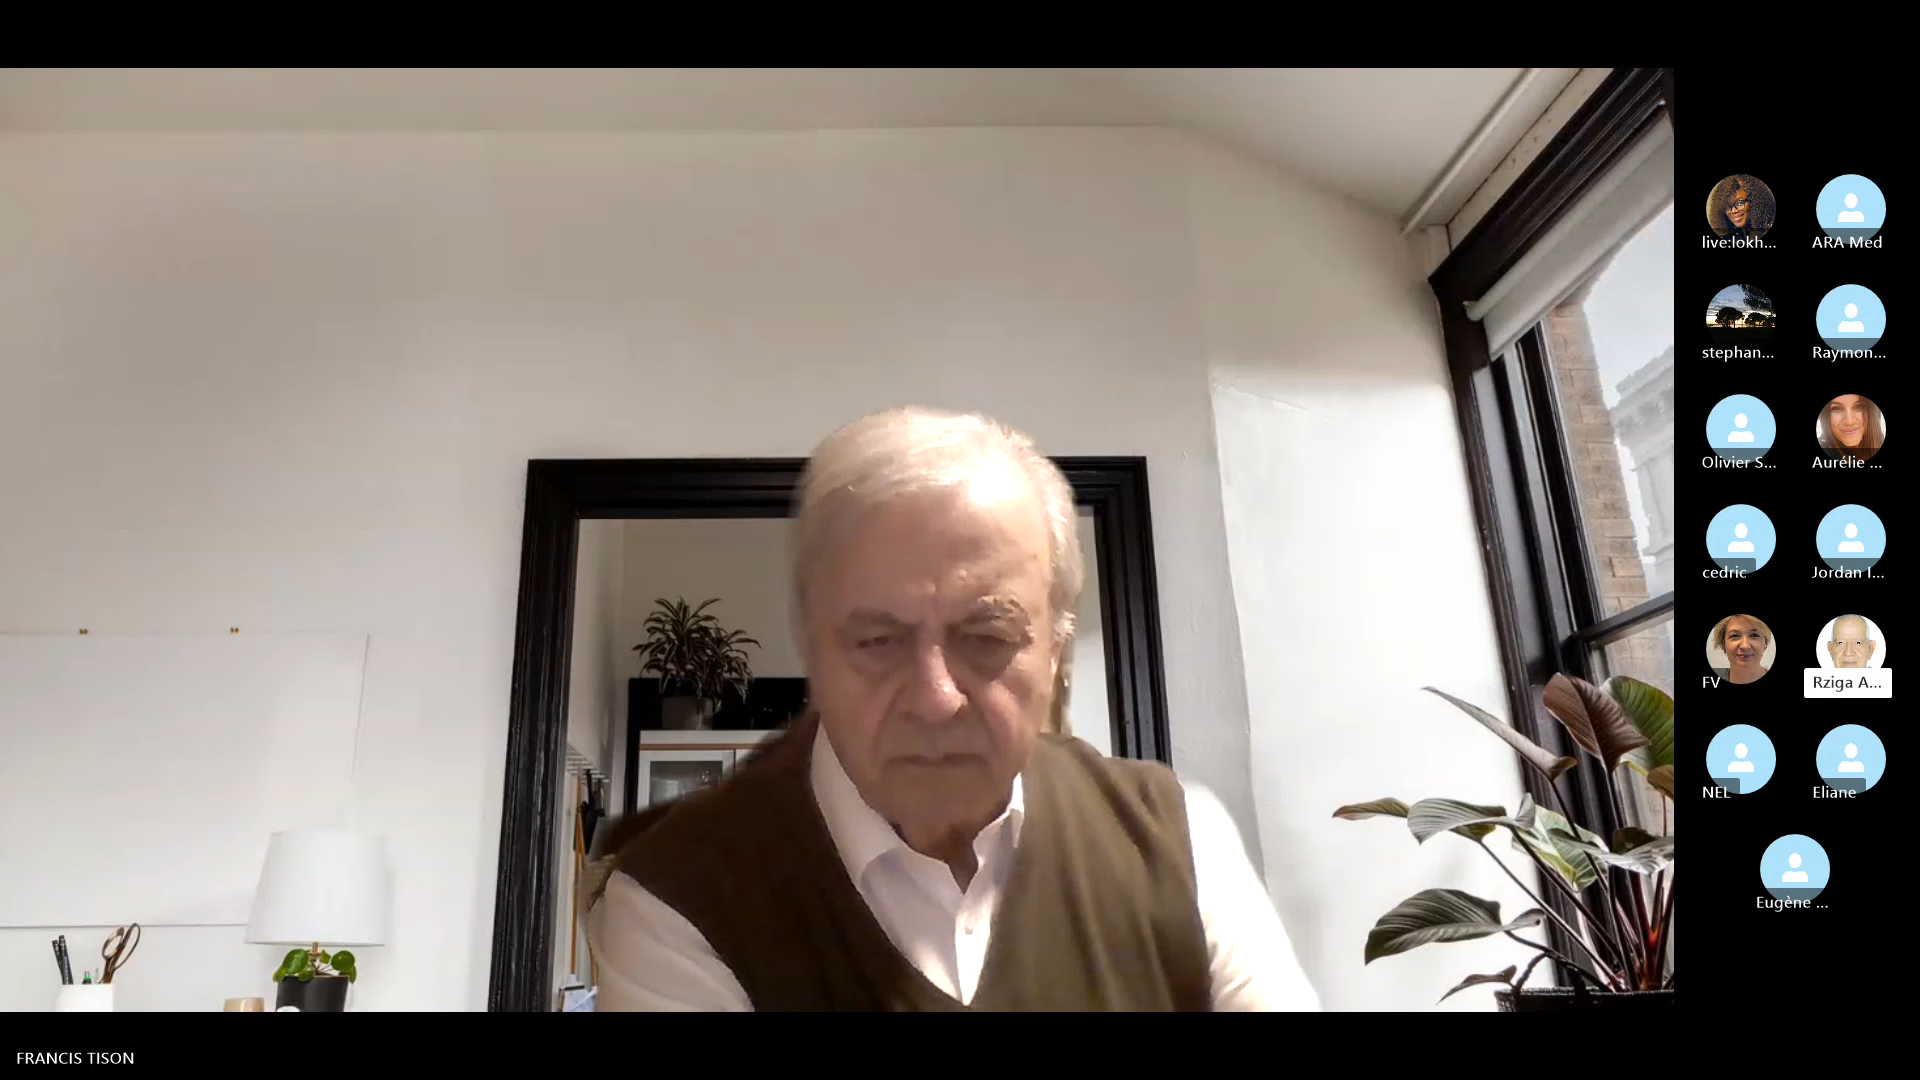 live:lokh...
ARA Med
stephan...
Raymon...
Olivier S...
Aurélie ...
cedric
Jordan I...
FV
Rziga A...
NEL
Eliane
Eugène ...
FRANCIS TISON